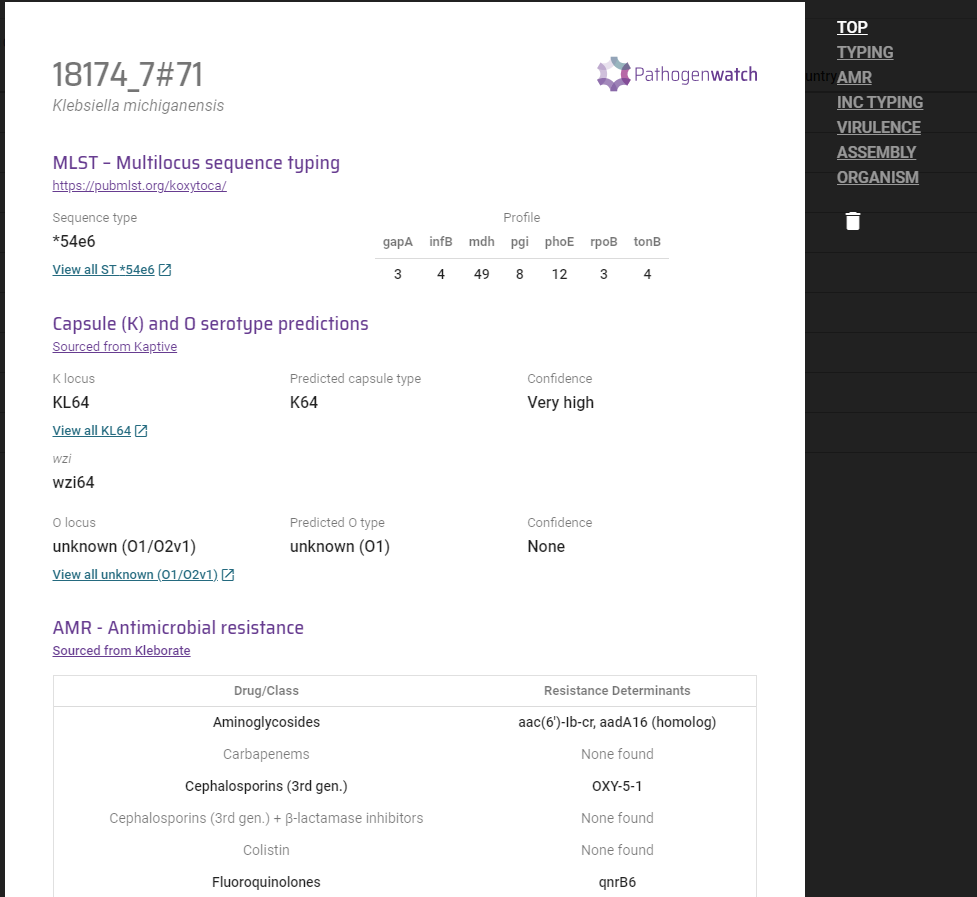 18174_7#71
Klebsiella michiganensis
Pathogenwatch
MLST – Multilocus sequence typing
https://pubmlst.org/koxytoca/
Sequence type
*54e6
View all ST *54e6
Profile
gapA infB mdh pgi phoE rpoB tonB
3 4 49 8 12 3 4
Capsule (K) and O serotype predictions
Sourced from Kaptive
K locus Predicted capsule type Confidence
KL64 K64 Very high
View all KL64
wzi
wzi64
O locus Predicted O type Confidence
unknown (O1/O2v1) unknown (O1) None
View all unknown (O1/O2v1)
AMR - Antimicrobial resistance
Sourced from Kleborate
Drug/Class Resistance Determinants
Aminoglycosides aac(6')-Ib-cr, aadA16 (homolog)
Carbapenems None found
Cephalosporins (3rd gen.) OXY-5-1
Cephalosporins (3rd gen.) + β-lactamase inhibitors None found
Colistin None found
Fluoroquinolones qnrB6
TOP
TYPING
untry
AMR
INC TYPING
VIRULENCE
ASSEMBLY
ORGANISM